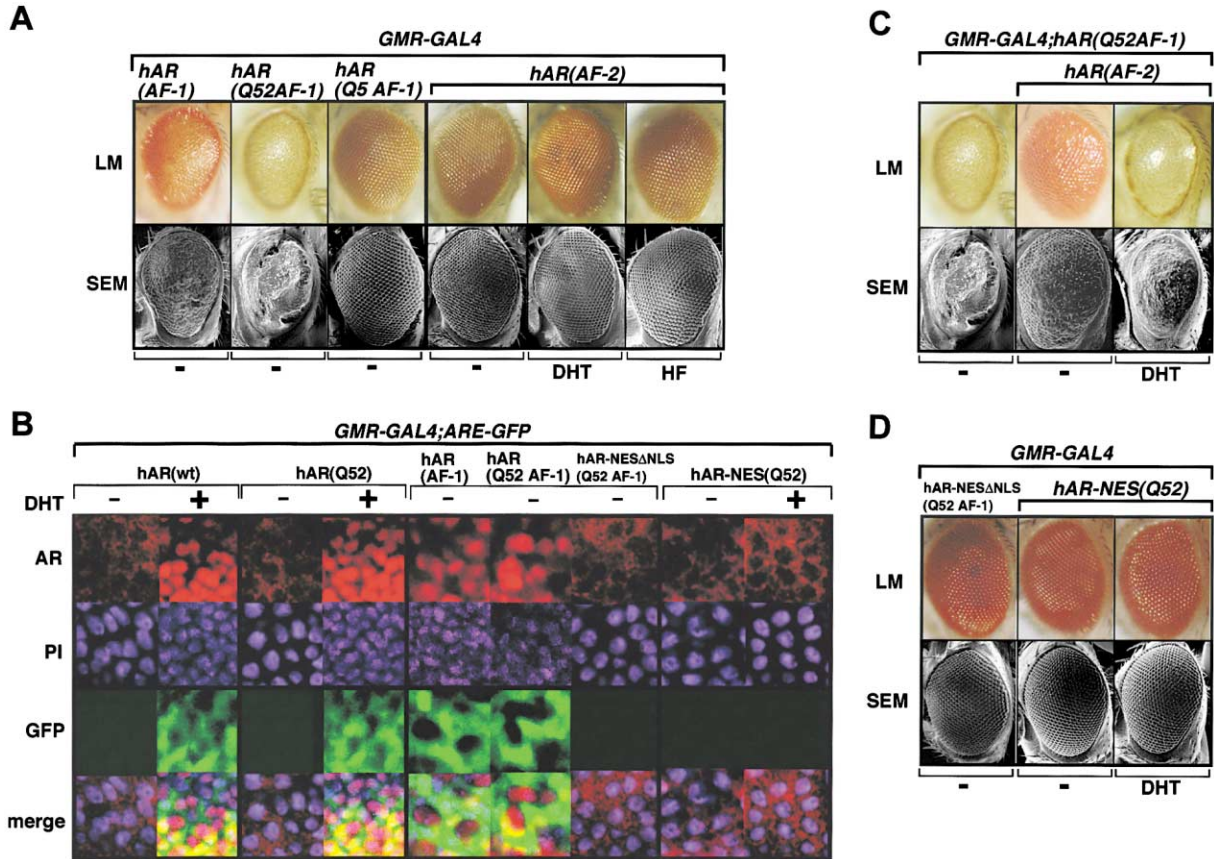 A
GMR-GAL4
hAR (AF-1)
hAR (Q52AF-1)
hAR (Q5 AF-1)
hAR(AF-2)
LM
SEM
- - - - DHT HF
B
GMR-GAL4;ARE-GFP
hAR(wt)
hAR(Q52)
hAR (AF-1)
hAR (Q52 AF-1)
hAR-NESΔNLS (Q52 AF-1)
hAR-NES(Q52)
DHT - + - + - - - - +
AR
PI
GFP
merge
C
GMR-GAL4;hAR(Q52AF-1)
hAR(AF-2)
LM
SEM
- - DHT
D
GMR-GAL4
hAR-NESΔNLS (Q52 AF-1)
hAR-NES(Q52)
LM
SEM
- - DHT